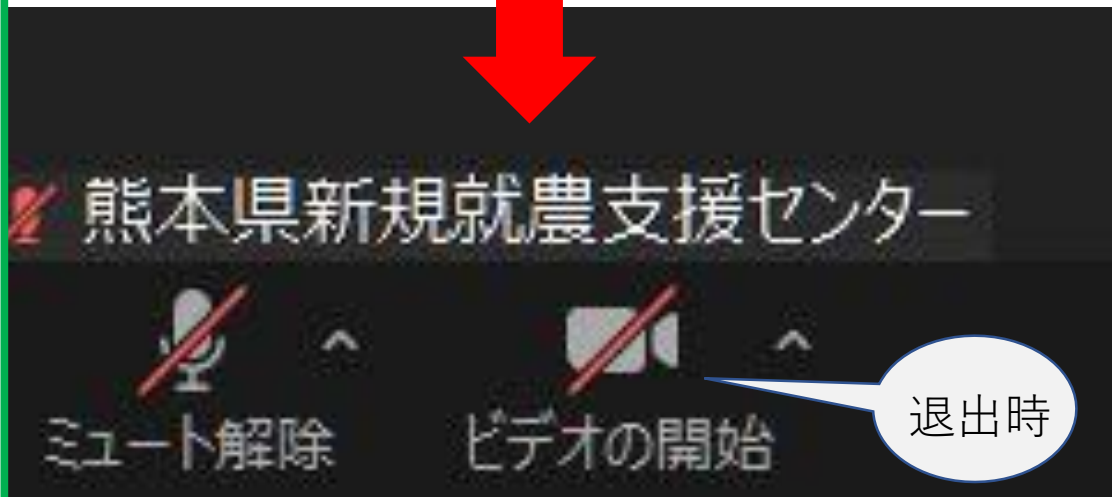 熊本県新規就農支援センター
ミュート解除
ビデオの開始
退出時